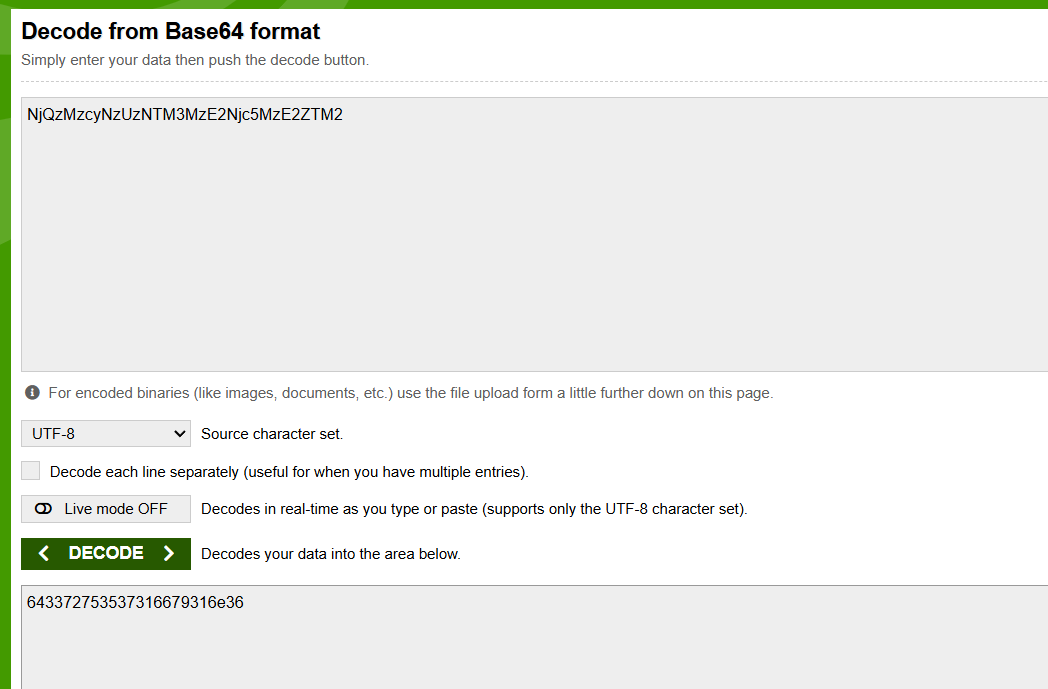 Decode from Base64 format
Simply enter your data then push the decode button.
NjQzMzcyNzUzNTM3MzE2Njc5MzE2ZTM2
For encoded binaries (like images, documents, etc.) use the file upload form a little further down on this page.
UTF-8 Source character set.
Decode each line separately (useful for when you have multiple entries).
Live mode OFF Decodes in real-time as you type or paste (supports only the UTF-8 character set).
DECODE Decodes your data into the area below.
643372753537316679316e36